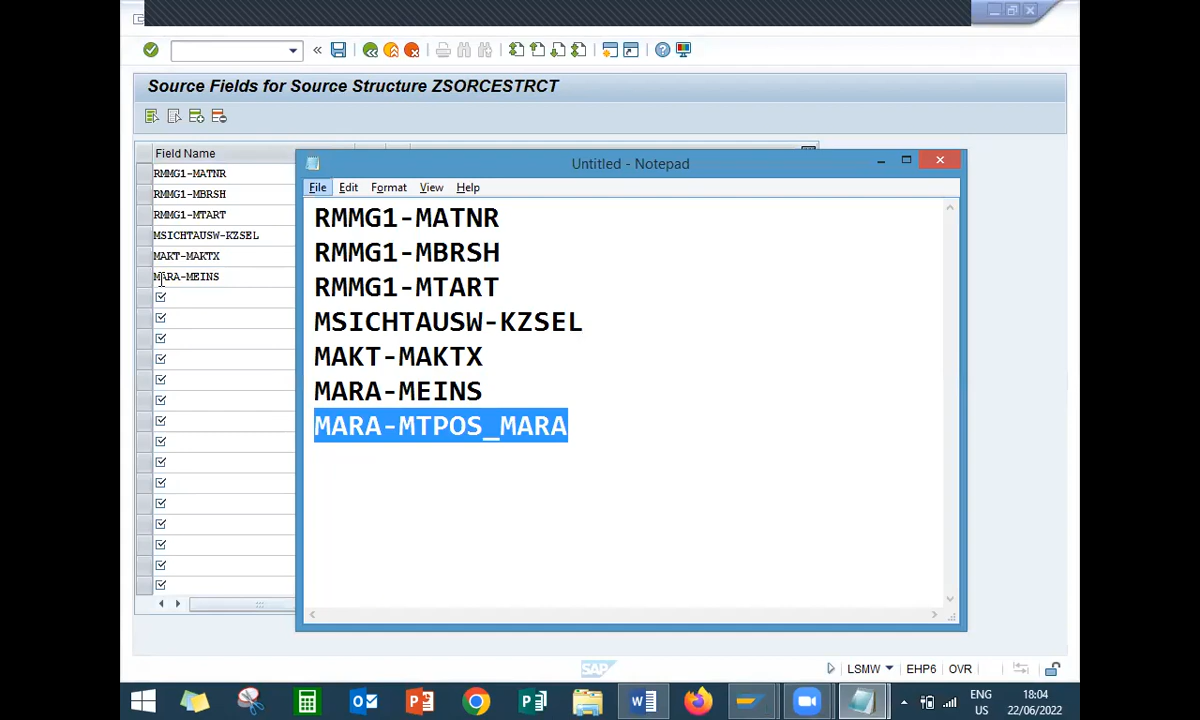 Source Fields for Source Structure ZSORCESTRCT
Field Name
RMMG1-MATNR
RMMG1-MBRSH
RMMG1-MTART
MSICHTAUSW-KZSEL
MAKT-MAKTX
MARA-MEINS
Untitled - Notepad
File Edit Format View Help
RMMG1-MATNR
RMMG1-MBRSH
RMMG1-MTART
MSICHTAUSW-KZSEL
MAKT-MAKTX
MARA-MEINS
MARA-MTPOS_MARA
SAP
LSMW EHP6 OVR
ENG 18:04
US 22/06/2022